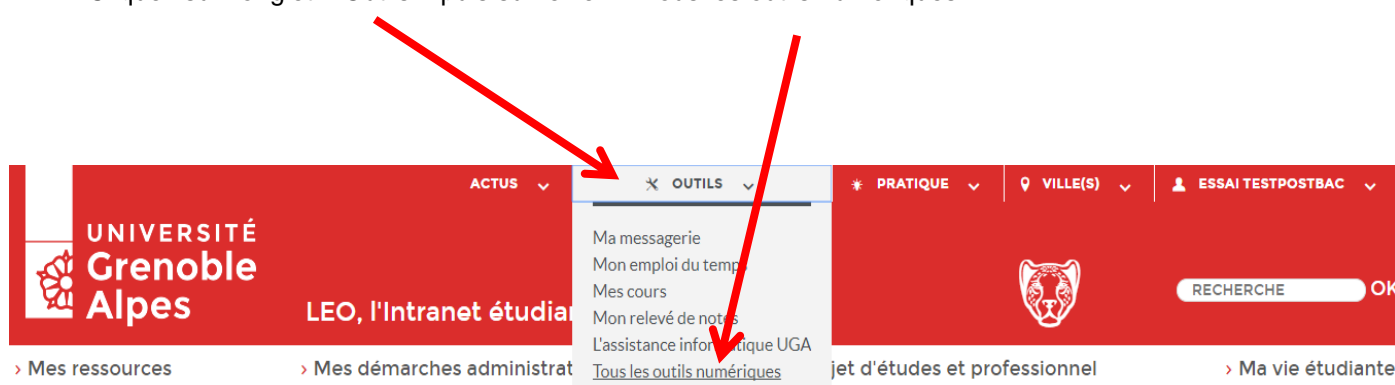 ACTUS
OUTILS
PRATIQUE
VILLE(S)
ESSAI TESTPOSTBAC
UNIVERSITÉ
Grenoble
Alpes
LEO, l'Intranet étudia
Ma messagerie
Mon emploi du temps
Mes cours
Mon relevé de notes
L'assistance informatique UGA
Tous les outils numériques
RECHERCHE
OK
› Mes ressources
› Mes démarches administrat
jet d'études et professionnel
› Ma vie étudiante